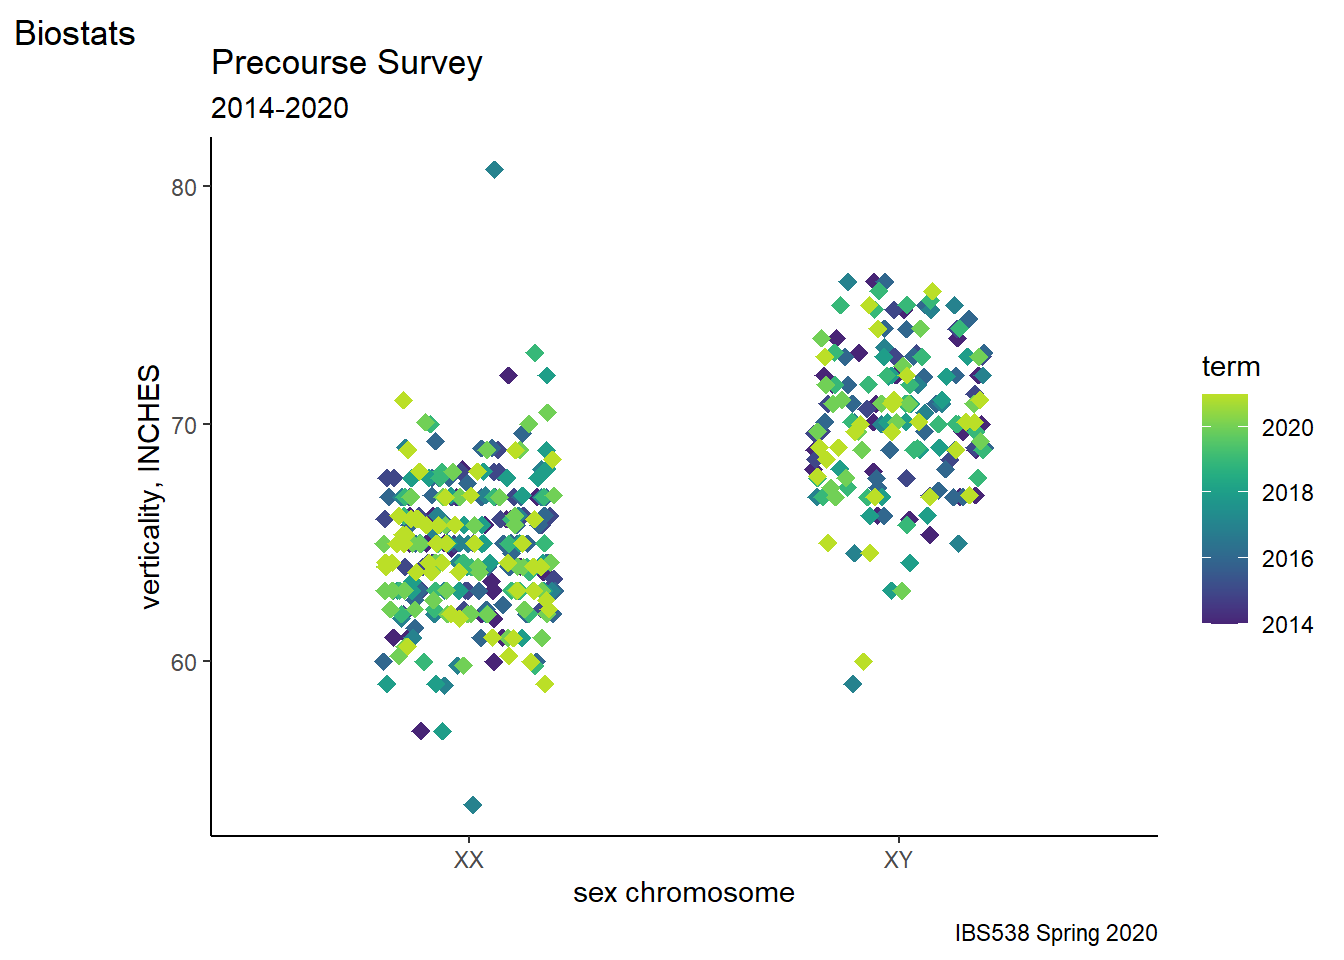 Biostats
Precourse Survey
2014-2020
verticality, INCHES
80
70
60
XX
XY
sex chromosome
term
2020
2018
2016
2014
IBS538 Spring 2020